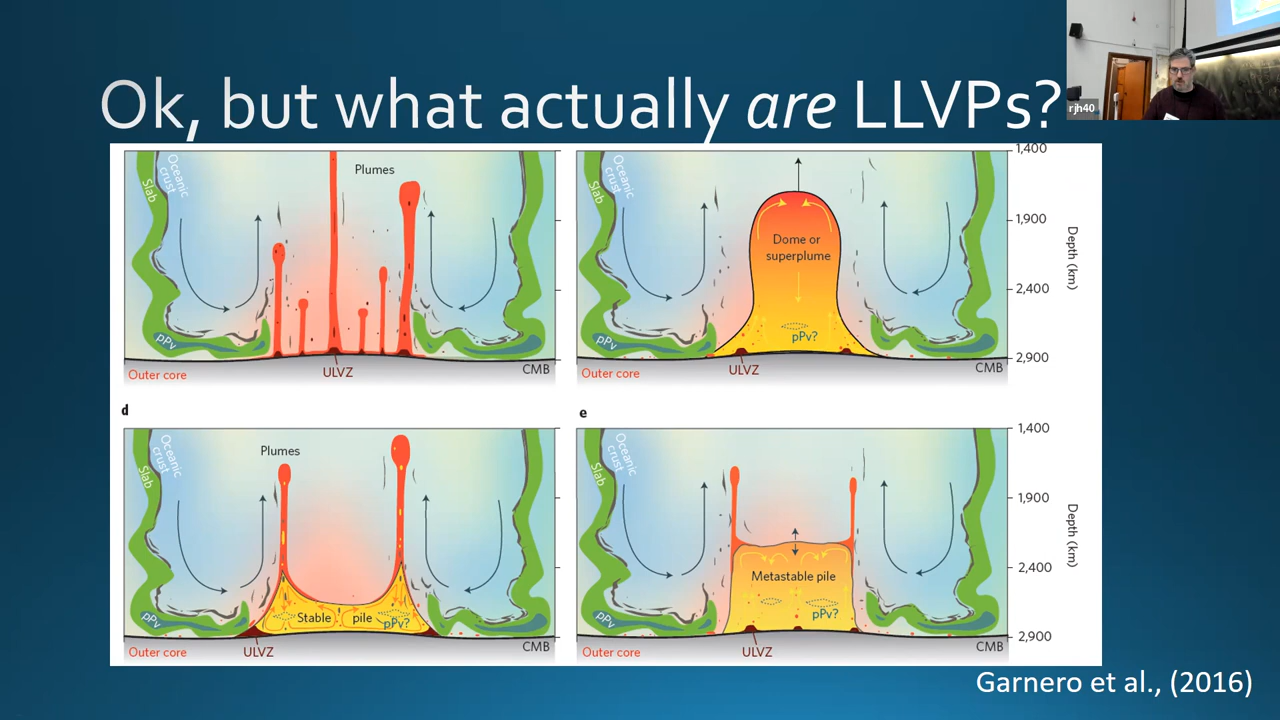 Ok, but what actually are LLVPs?
rjh40
Slab
Oceanic
crust
Plumes
pPv
Outer core
ULVZ
CMB
Slab
Oceanic
crust
Dome or
superplume
pPv?
pPv
Outer core
ULVZ
CMB
1,400
1,900
2,400
2,900
Depth (km)
d
Slab
Oceanic
crust
Plumes
Stable pile
pPv?
pPv
Outer core
ULVZ
CMB
e
Slab
Oceanic
crust
Metastable pile
pPv?
pPv
Outer core
ULVZ
CMB
1,400
1,900
2,400
2,900
Depth (km)
Garnero et al., (2016)